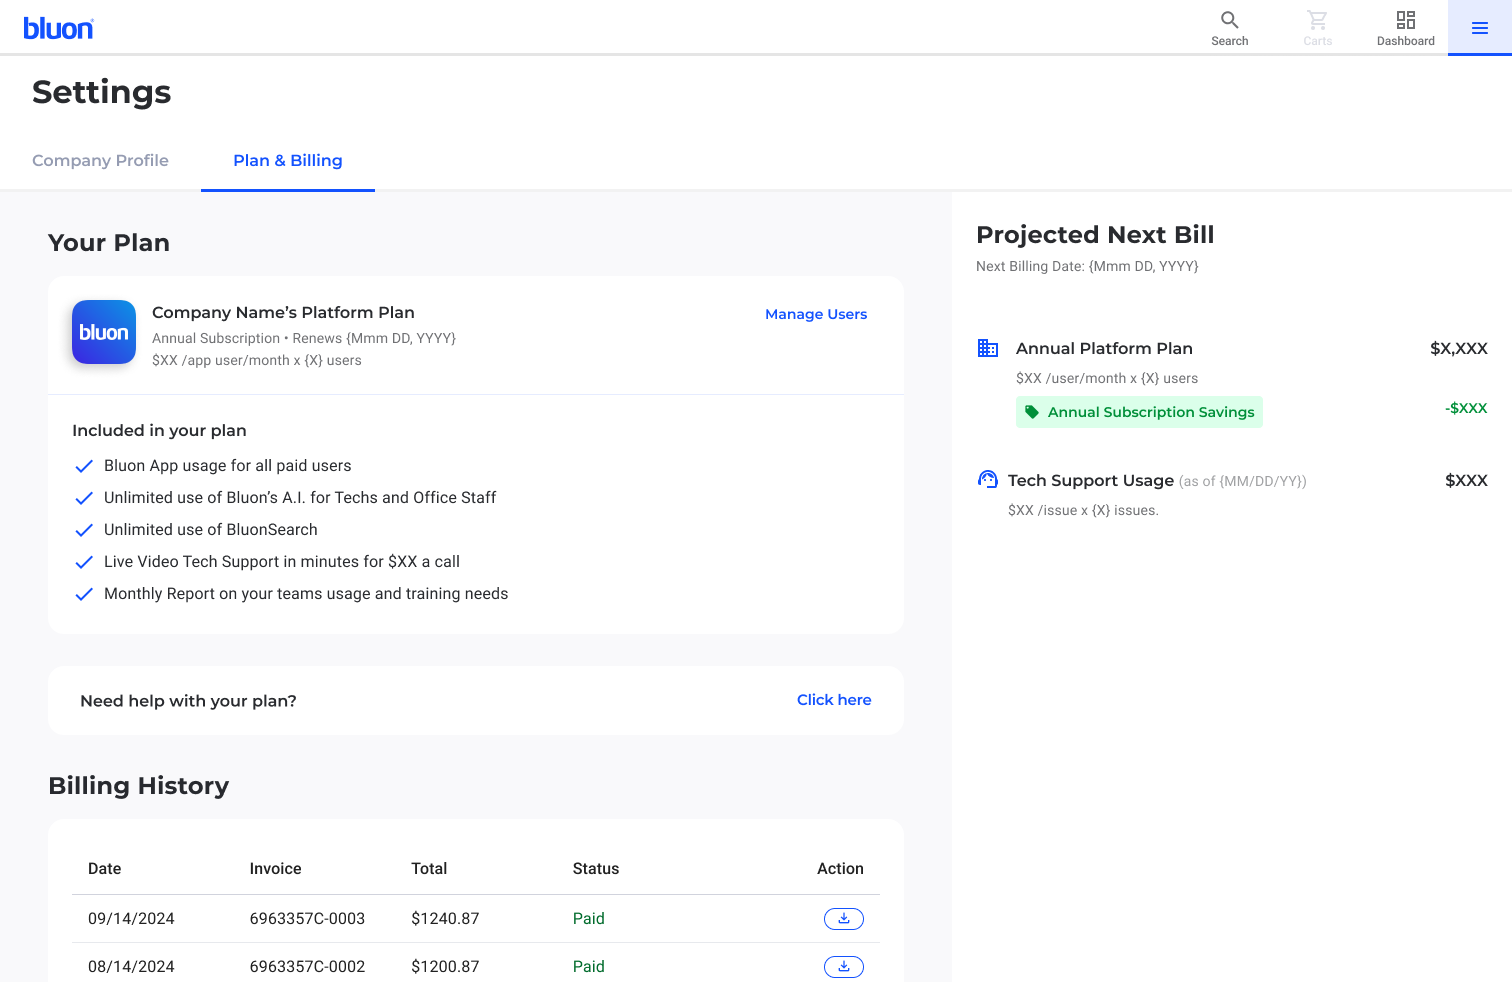 bluon
Search
Carts
Dashboard
Settings
Company Profile
Plan & Billing
Your Plan
bluon
Company Name’s Platform Plan
Annual Subscription • Renews {Mmm DD, YYYY}
$XX /app user/month x {X} users
Manage Users
Included in your plan
Bluon App usage for all paid users
Unlimited use of Bluon’s A.I. for Techs and Office Staff
Unlimited use of BluonSearch
Live Video Tech Support in minutes for $XX a call
Monthly Report on your teams usage and training needs
Need help with your plan?
Click here
Billing History
Date Invoice Total Status Action
09/14/2024 6963357C-0003 $1240.87 Paid
08/14/2024 6963357C-0002 $1200.87 Paid
Projected Next Bill
Next Billing Date: {Mmm DD, YYYY}
Annual Platform Plan $X,XXX
$XX /user/month x {X} users
Annual Subscription Savings -$XXX
Tech Support Usage (as of {MM/DD/YY}) $XXX
$XX /issue x {X} issues.